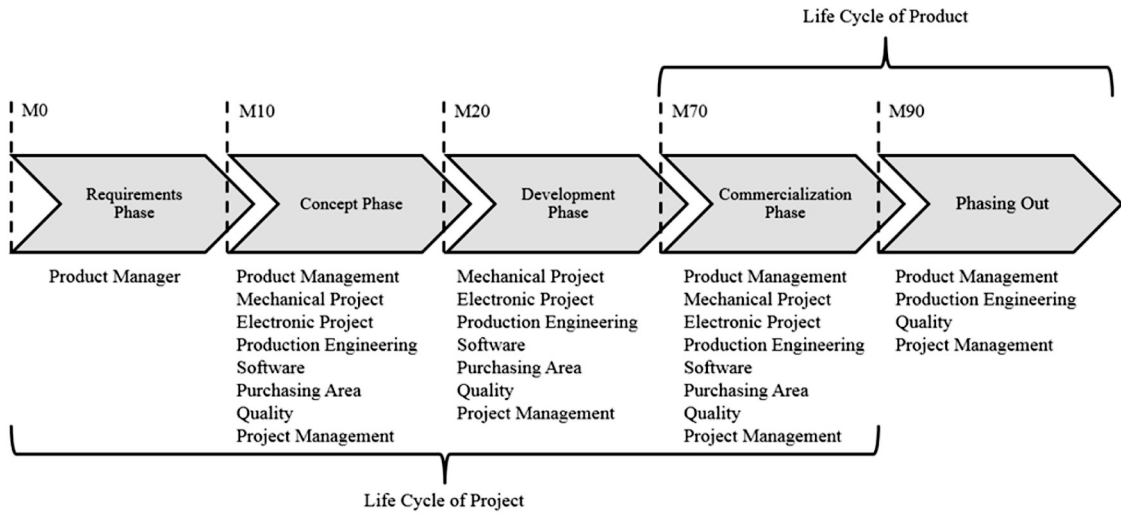 Life Cycle of Product
M0
M10
M20
M70
M90
Requirements
Phase
Concept Phase
Development
Phase
Commercialization
Phase
Phasing Out
Product Manager
Product Management
Mechanical Project
Electronic Project
Production Engineering
Software
Purchasing Area
Quality
Project Management
Mechanical Project
Electronic Project
Production Engineering
Software
Purchasing Area
Quality
Project Management
Product Management
Mechanical Project
Electronic Project
Production Engineering
Software
Purchasing Area
Quality
Project Management
Product Management
Production Engineering
Quality
Project Management
Life Cycle of Project